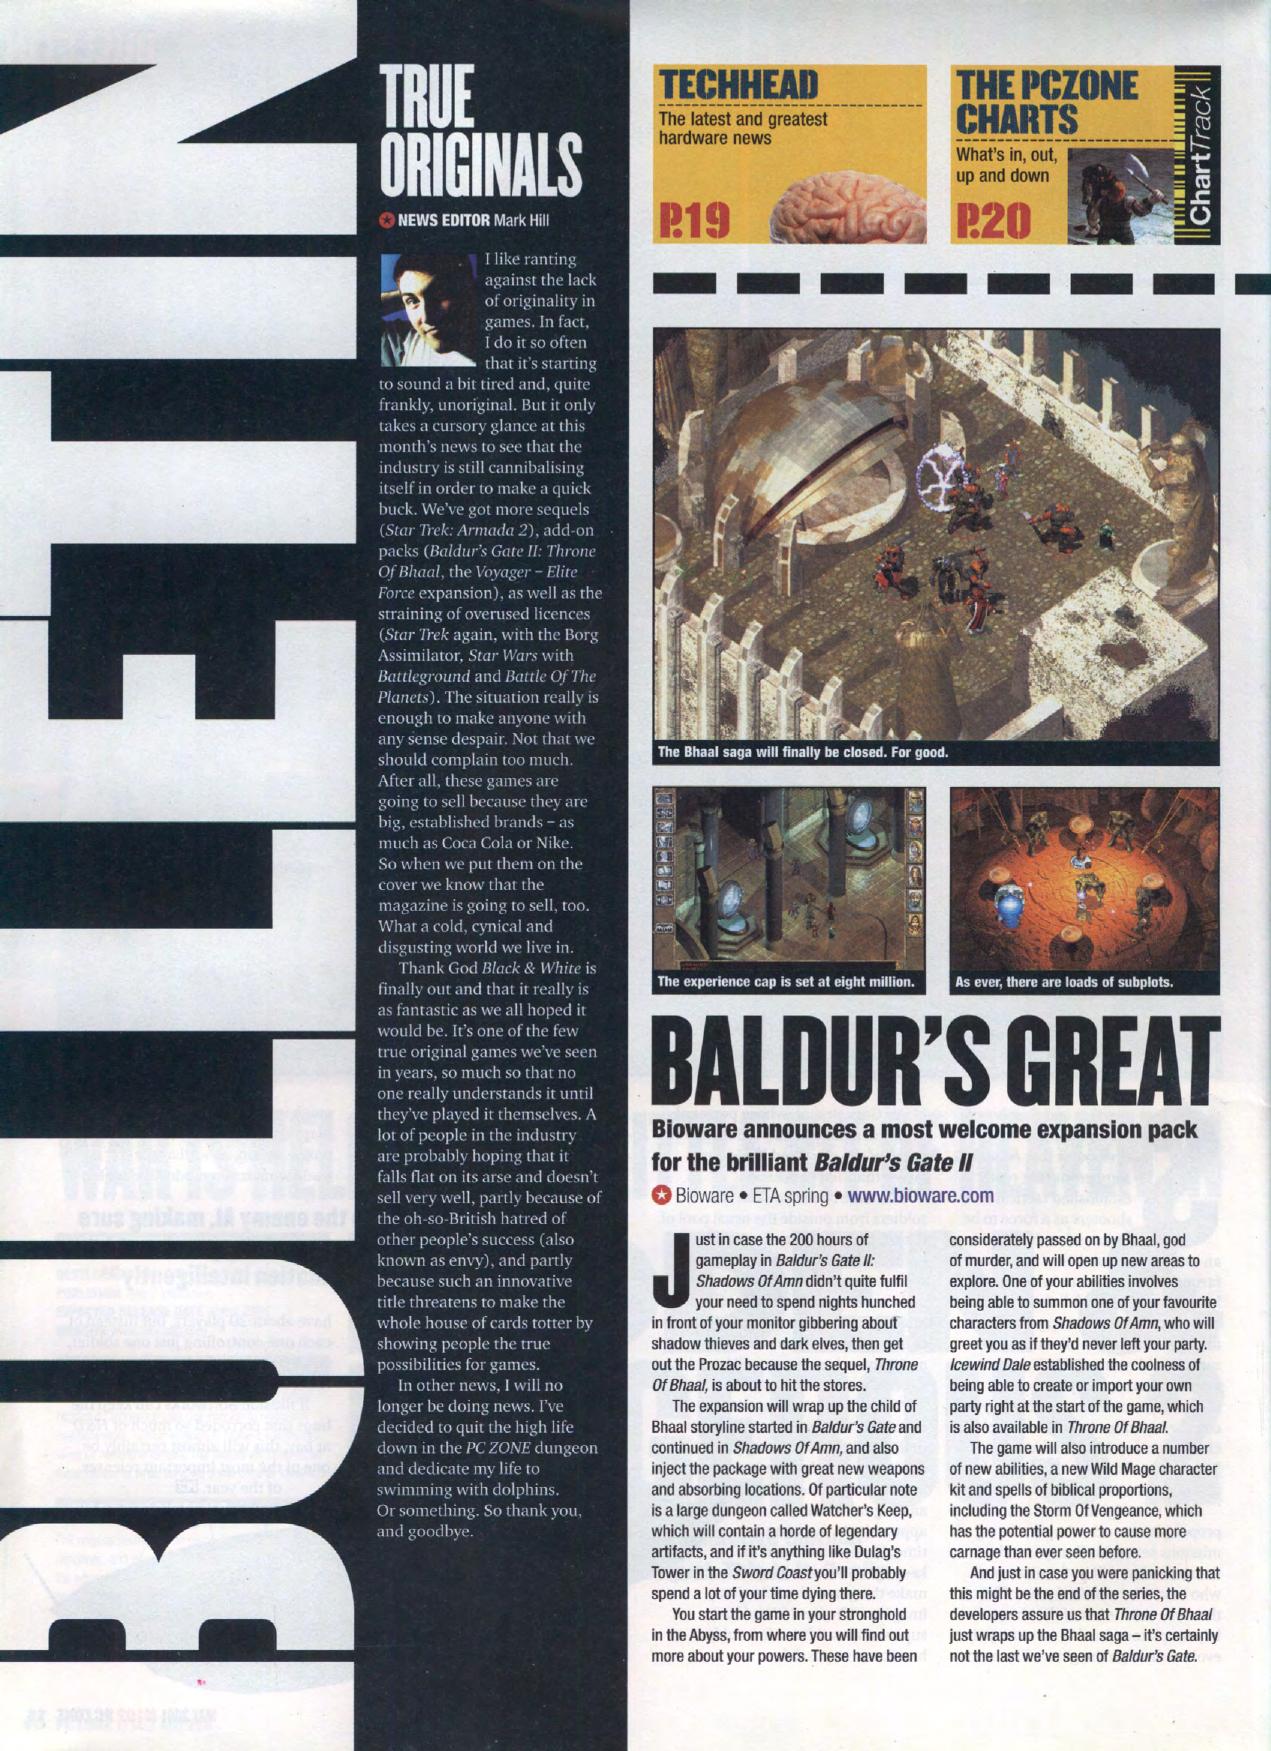 BULLETIN
TRUE
ORIGINALS
NEWS EDITOR Mark Hill
I like ranting
against the lack
of originality in
games. In fact,
I do it so often
that it's starting
to sound a bit tired and, quite
frankly, unoriginal. But it only
takes a cursory glance at this
month's news to see that the
industry is still cannibalising
itself in order to make a quick
buck. We've got more sequels
(Star Trek: Armada 2), add-on
packs (Baldur's Gate II: Throne
Of Bhaal, the Voyager – Elite
Force expansion), as well as the
straining of overused licences
(Star Trek again, with the Borg
Assimilator, Star Wars with
Battleground and Battle Of The
Planets). The situation really is
enough to make anyone with
any sense despair. Not that we
should complain too much.
After all, these games are
going to sell because they are
big, established brands – as
much as Coca Cola or Nike.
So when we put them on the
cover we know that the
magazine is going to sell, too.
What a cold, cynical and
disgusting world we live in.
Thank God Black & White is
finally out and that it really is
as fantastic as we all hoped it
would be. It's one of the few
true original games we've seen
in years, so much so that no
one really understands it until
they've played it themselves. A
lot of people in the industry
are probably hoping that it
falls flat on its arse and doesn't
sell very well, partly because of
the oh-so-British hatred of
other people's success (also
known as envy), and partly
because such an innovative
title threatens to make the
whole house of cards totter by
showing people the true
possibilities for games.
In other news, I will no
longer be doing news. I've
decided to quit the high life
down in the PC ZONE dungeon
and dedicate my life to
swimming with dolphins.
Or something. So thank you,
and goodbye.
TECHHEAD
The latest and greatest
hardware news
P.19
THE PCZONE
CHARTS
What's in, out,
up and down
P.20
ChartTrack
The Bhaal saga will finally be closed. For good.
The experience cap is set at eight million.
As ever, there are loads of subplots.
BALDUR'S GREAT
Bioware announces a most welcome expansion pack
for the brilliant Baldur's Gate II
Bioware • ETA spring • www.bioware.com
Just in case the 200 hours of
gameplay in Baldur's Gate II:
Shadows Of Amn didn't quite fulfil
your need to spend nights hunched
in front of your monitor gibbering about
shadow thieves and dark elves, then get
out the Prozac because the sequel, Throne
Of Bhaal, is about to hit the stores.
The expansion will wrap up the child of
Bhaal storyline started in Baldur's Gate and
continued in Shadows Of Amn, and also
inject the package with great new weapons
and absorbing locations. Of particular note
is a large dungeon called Watcher's Keep,
which will contain a horde of legendary
artifacts, and if it's anything like Dulag's
Tower in the Sword Coast you'll probably
spend a lot of your time dying there.
You start the game in your stronghold
in the Abyss, from where you will find out
more about your powers. These have been
considerately passed on by Bhaal, god
of murder, and will open up new areas to
explore. One of your abilities involves
being able to summon one of your favourite
characters from Shadows Of Amn, who will
greet you as if they'd never left your party.
Icewind Dale established the coolness of
being able to create or import your own
party right at the start of the game, which
is also available in Throne Of Bhaal.
The game will also introduce a number
of new abilities, a new Wild Mage character
kit and spells of biblical proportions,
including the Storm Of Vengeance, which
has the potential power to cause more
carnage than ever seen before.
And just in case you were panicking that
this might be the end of the series, the
developers assure us that Throne Of Bhaal
just wraps up the Bhaal saga – it's certainly
not the last we've seen of Baldur's Gate.